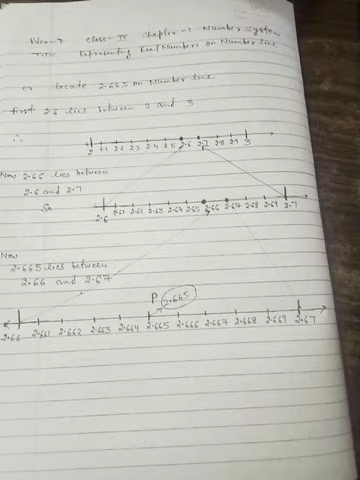 Class-IX Chapter-1 Number System
Representing Real Numbers on Number line
locate 2.665 on Number line
first 2.6 lies between 2 and 3
∴
2 2.1 2.2 2.3 2.4 2.5 2.6 2.7 2.8 2.9 3
Now 2.66 lies between
2.6 and 2.7
So
2.6 2.61 2.61 2.63 2.64 2.65 2.66 2.67 2.68 2.69 2.7
Now
2.665 lies between
2.66 and 2.67
P 2.665
2.66 2.661 2.662 2.663 2.664 2.665 2.666 2.667 2.668 2.669 2.67